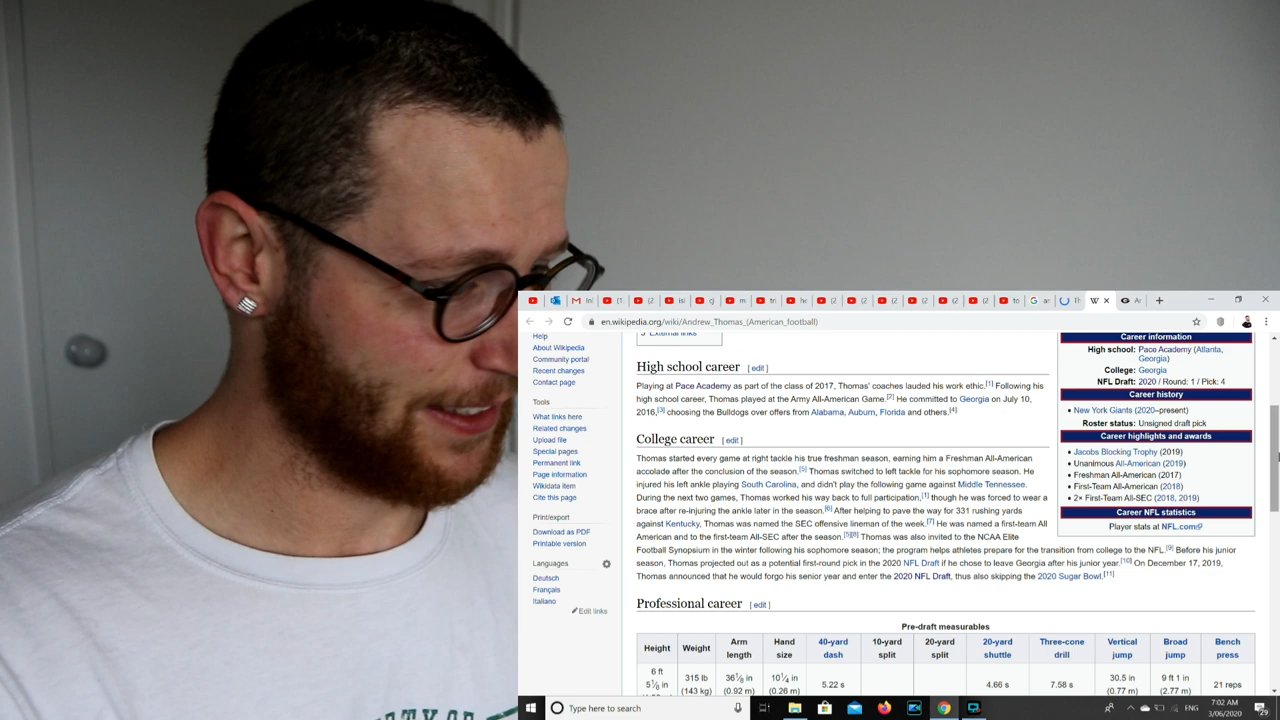 en.wikipedia.org/wiki/Andrew_Thomas_(American_football)
Help
About Wikipedia
Community portal
Recent changes
Contact page
Tools
What links here
Related changes
Upload file
Special pages
Permanent link
Page information
Wikidata item
Cite this page
Print/export
Download as PDF
Printable version
Languages
Deutsch
Français
Italiano
Edit links
High school career [ edit ]
Playing at Pace Academy as part of the class of 2017, Thomas' coaches lauded his work ethic.[1] Following his
high school career, Thomas played at the Army All-American Game.[2] He committed to Georgia on July 10,
2016,[3] choosing the Bulldogs over offers from Alabama, Auburn, Florida and others.[4]
College career [ edit ]
Thomas started every game at right tackle his true freshman season, earning him a Freshman All-American
accolade after the conclusion of the season.[5] Thomas switched to left tackle for his sophomore season. He
injured his left ankle playing South Carolina, and didn't play the following game against Middle Tennessee.
During the next two games, Thomas worked his way back to full participation,[1] though he was forced to wear a
brace after re-injuring the ankle later in the season.[6] After helping to pave the way for 331 rushing yards
against Kentucky, Thomas was named the SEC offensive lineman of the week.[7] He was named a first-team All
American and to the first-team All-SEC after the season.[5][8] Thomas was also invited to the NCAA Elite
Football Synopsium in the winter following his sophomore season; the program helps athletes prepare for the transition from college to the NFL.[9] Before his junior
season, Thomas projected out as a potential first-round pick in the 2020 NFL Draft if he chose to leave Georgia after his junior year.[10] On December 17, 2019,
Thomas announced that he would forgo his senior year and enter the 2020 NFL Draft, thus also skipping the 2020 Sugar Bowl.[11]
Career information
High school: Pace Academy (Atlanta,
Georgia)
College: Georgia
NFL Draft: 2020 / Round: 1 / Pick: 4
Career history
• New York Giants (2020–present)
Roster status: Unsigned draft pick
Career highlights and awards
• Jacobs Blocking Trophy (2019)
• Unanimous All-American (2019)
• Freshman All-American (2017)
• First-Team All-American (2018)
• 2× First-Team All-SEC (2018, 2019)
Career NFL statistics
Player stats at NFL.com
Professional career [ edit ]
Pre-draft measurables
Height Weight Arm length Hand size 40-yard dash 10-yard split 20-yard split 20-yard shuttle Three-cone drill Vertical jump Broad jump Bench press
6 ft 5⅛ in 315 lb (143 kg) 36⅛ in (0.92 m) 10¼ in (0.26 m) 5.22 s 4.66 s 7.58 s 30.5 in (0.77 m) 9 ft 1 in (2.77 m) 21 reps
Type here to search
ENG
7:02 AM
3/06/2020
29